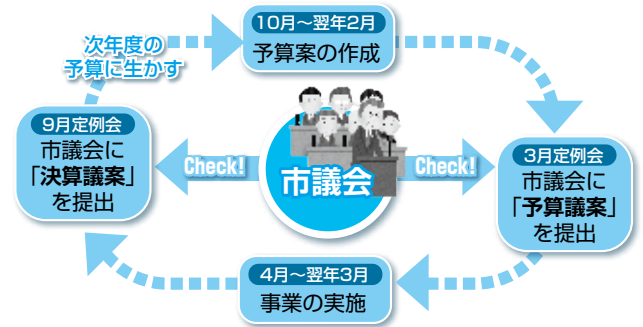 10月～翌年2月
予算案の作成
次年度の
予算に生かす
9月定例会
市議会に
「決算議案」
を提出
Check!
市議会
Check!
3月定例会
市議会に
「予算議案」
を提出
4月～翌年3月
事業の実施